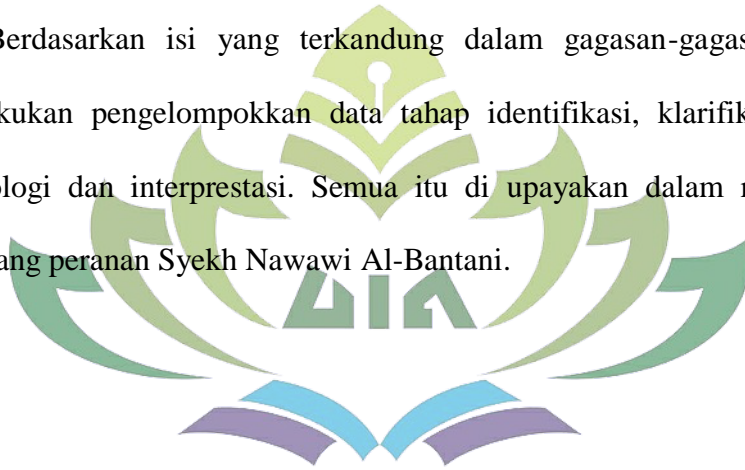 Berdasarkan isi yang terkandung dalam gagasan-gagas
kukan pengelompokkan data tahap identifikasi, klarifik
ologi dan interprestasi. Semua itu di upayakan dalam
ang peranan Syekh Nawawi Al-Bantani.
UIN